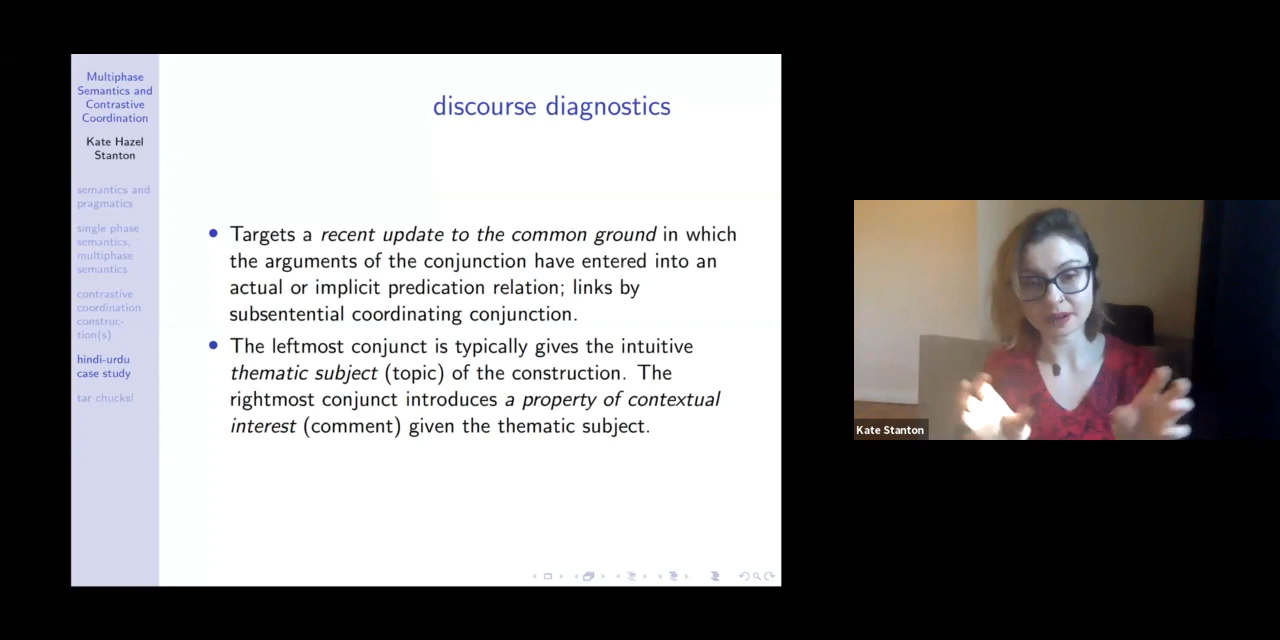 Multiphase
Semantics and
Contrastive
Coordination
Kate Hazel
Stanton
semantics and
pragmatics
single phase
semantics,
multiphase
semantics
contrastive
coordination
construc-
tion(s)
hindi-urdu
case study
tar chucks!
discourse diagnostics
Targets a recent update to the common ground in which
the arguments of the conjunction have entered into an
actual or implicit predication relation; links by
subsentential coordinating conjunction.
The leftmost conjunct is typically gives the intuitive
thematic subject (topic) of the construction. The
rightmost conjunct introduces a property of contextual
interest (comment) given the thematic subject.
Kate Stanton